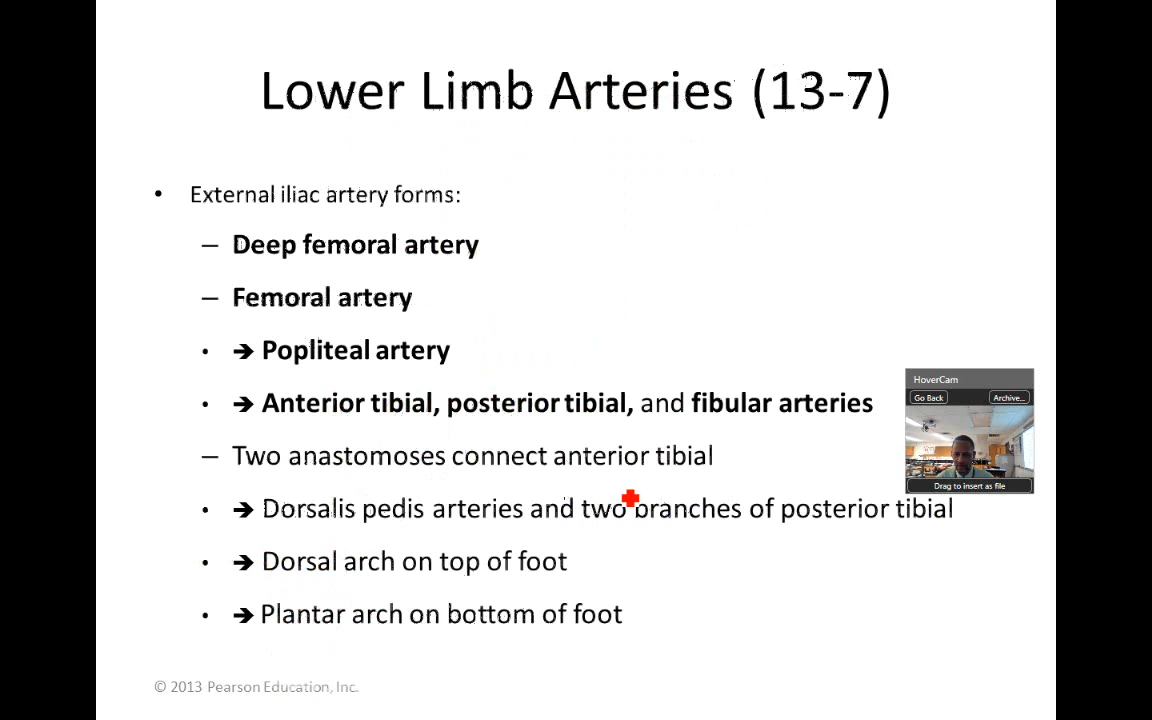 Lower Limb Arteries (13-7)
• External iliac artery forms:
– Deep femoral artery
– Femoral artery
• ➔ Popliteal artery
• ➔ Anterior tibial, posterior tibial, and fibular arteries
– Two anastomoses connect anterior tibial
• ➔ Dorsalis pedis arteries and two branches of posterior tibial
• ➔ Dorsal arch on top of foot
• ➔ Plantar arch on bottom of foot
HoverCam
Go Back Archive...
Drag to insert as file
© 2013 Pearson Education, Inc.